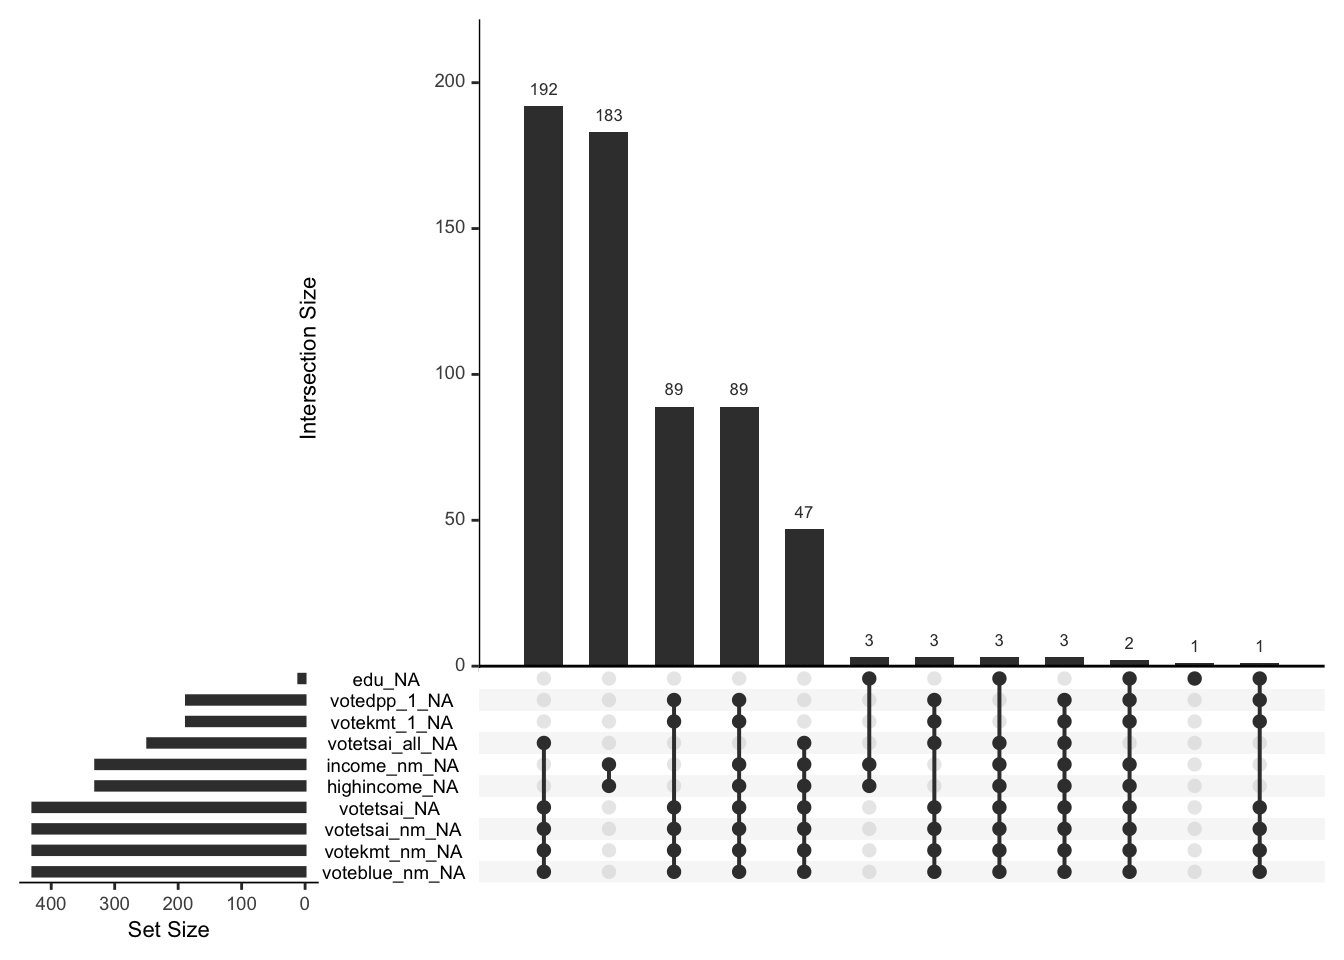 200
150
100
50
0
Intersection Size
192
183
89
89
47
3
3
3
3
2
1
1
edu_NA
votedpp_1_NA
votekmt_1_NA
votetsai_all_NA
income_nm_NA
highincome_NA
votetsai_NA
votetsai_nm_NA
votekmt_nm_NA
voteblue_nm_NA
400 300 200 100 0
Set Size